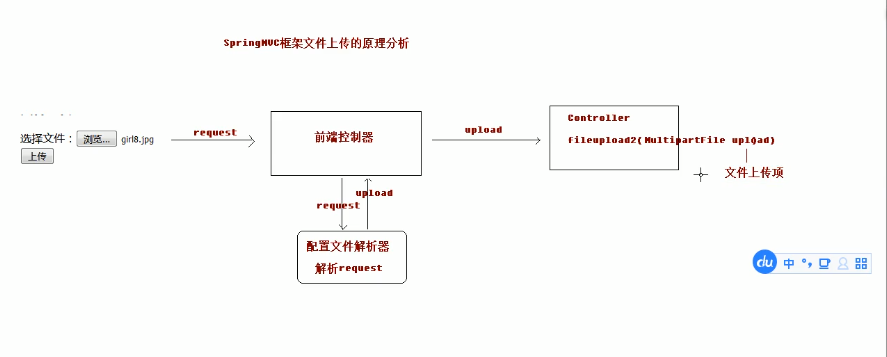 SpringMVC框架文件上传的原理分析
选择文件： 浏览... girl8.jpg
上传
request
前端控制器
upload
Controller
fileupload2(MultipartFile upload)
文件上传项
upload
request
配置文件解析器
解析request
du 中 °,